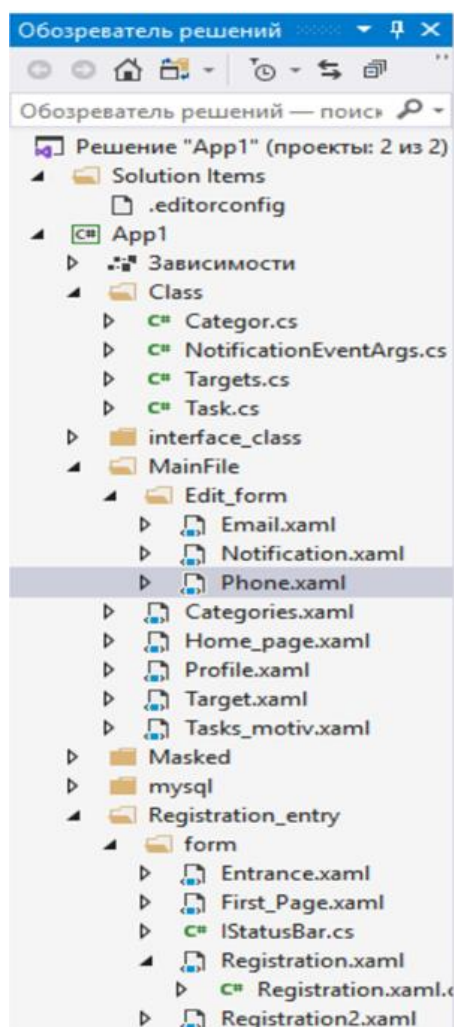 Обозреватель решений
Обозреватель решений — поиск
Решение "App1" (проекты: 2 из 2)
Solution Items
.editorconfig
C# App1
Зависимости
Class
C# Categor.cs
C# NotificationEventArgs.cs
C# Targets.cs
C# Task.cs
interface_class
MainFile
Edit_form
Email.xaml
Notification.xaml
Phone.xaml
Categories.xaml
Home_page.xaml
Profile.xaml
Target.xaml
Tasks_motiv.xaml
Masked
mysql
Registration_entry
form
Entrance.xaml
First_Page.xaml
C# IStatusBar.cs
Registration.xaml
C# Registration.xaml.c
Registration2.xaml